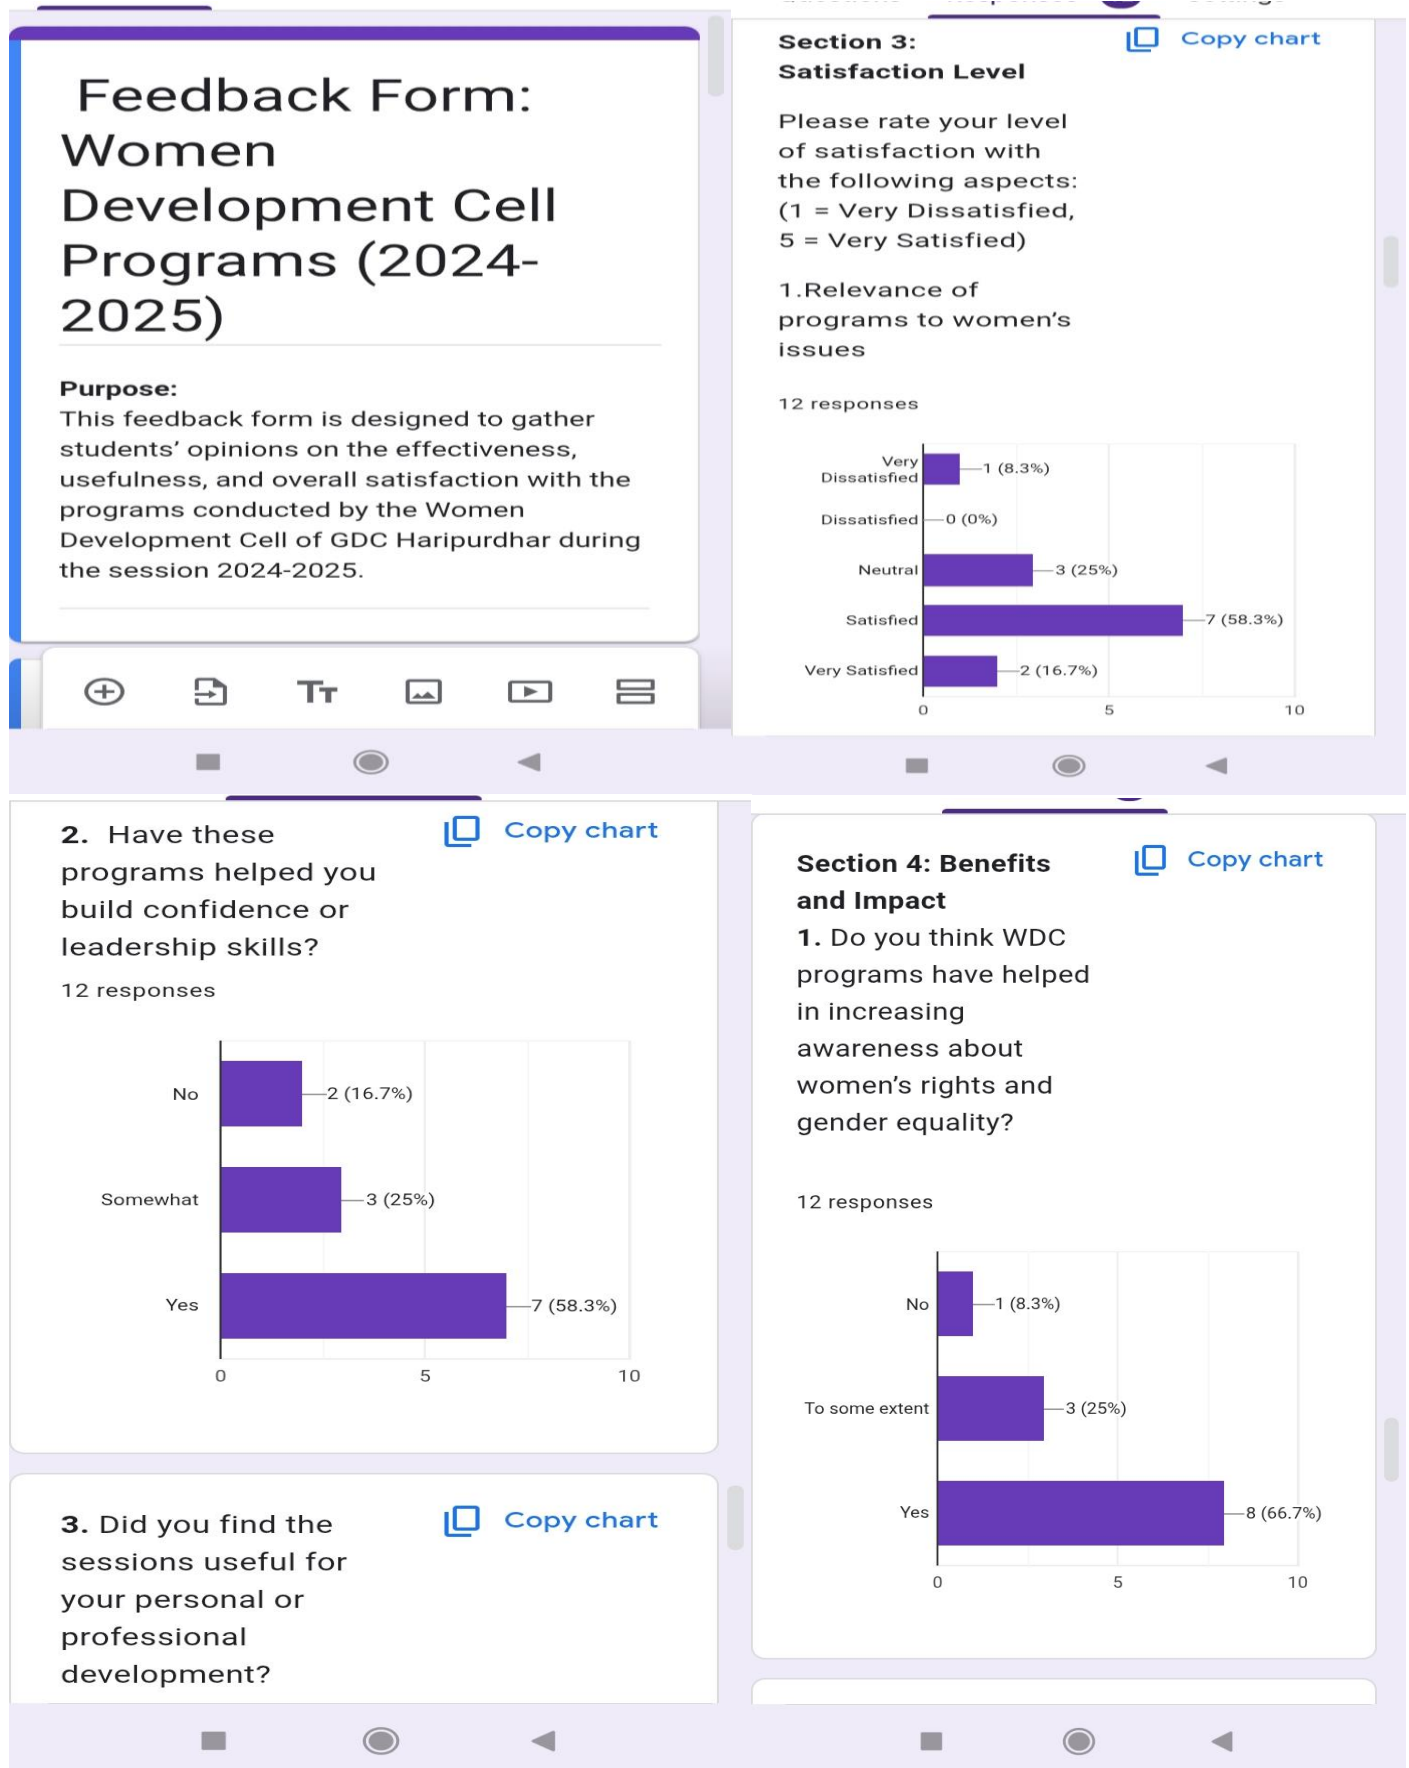 Feedback Form:
Women
Development Cell
Programs (2024-
2025)
Purpose:
This feedback form is designed to gather
students’ opinions on the effectiveness,
usefulness, and overall satisfaction with the
programs conducted by the Women
Development Cell of GDC Haripurdhar during
the session 2024-2025.
Section 3:
Satisfaction Level
Copy chart
Please rate your level
of satisfaction with
the following aspects:
(1 = Very Dissatisfied,
5 = Very Satisfied)
1.Relevance of
programs to women’s
issues
12 responses
Very
Dissatisfied
1 (8.3%)
Dissatisfied
0 (0%)
Neutral
3 (25%)
Satisfied
7 (58.3%)
Very Satisfied
2 (16.7%)
0 5 10
2. Have these
programs helped you
build confidence or
leadership skills?
Copy chart
12 responses
No
2 (16.7%)
Somewhat
3 (25%)
Yes
7 (58.3%)
0 5 10
3. Did you find the
sessions useful for
your personal or
professional
development?
Copy chart
Section 4: Benefits
and Impact
Copy chart
1. Do you think WDC
programs have helped
in increasing
awareness about
women’s rights and
gender equality?
12 responses
No
1 (8.3%)
To some extent
3 (25%)
Yes
8 (66.7%)
0 5 10